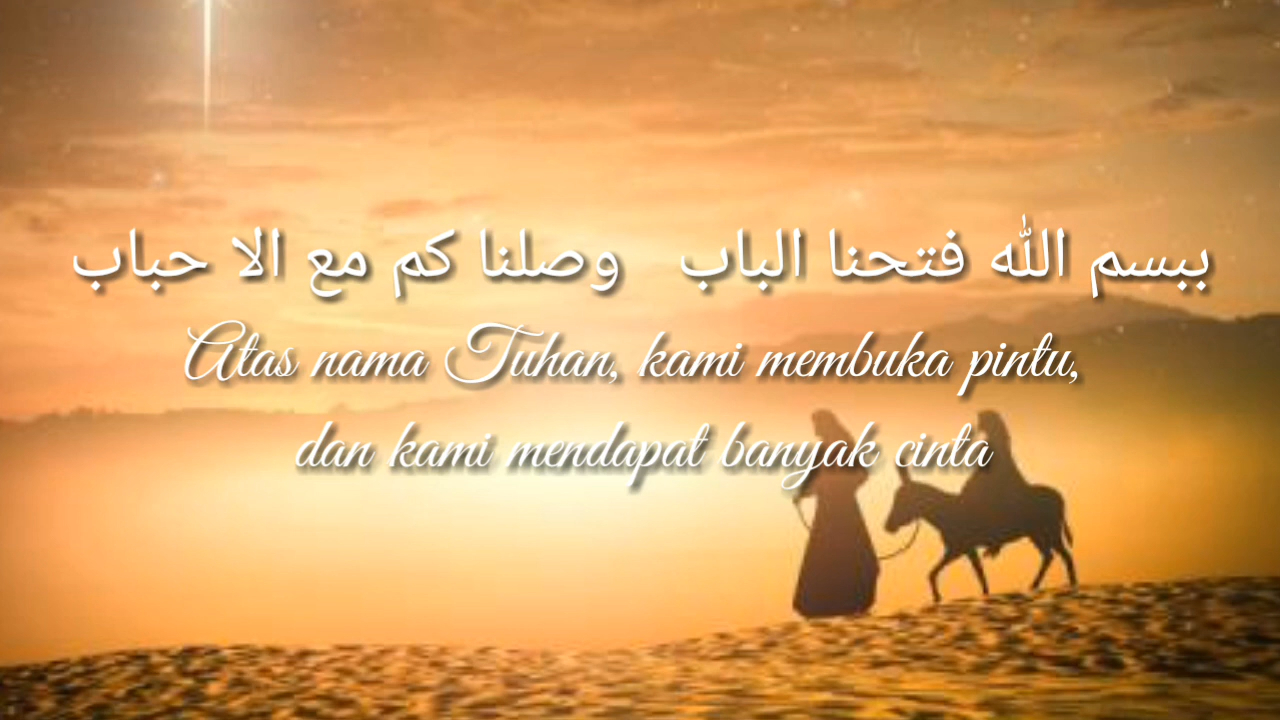 ببسم الله فتحنا الباب   وصلنا كم مع الا حباب
Atas nama Tuhan, kami membuka pintu,
dan kami mendapat banyak cinta